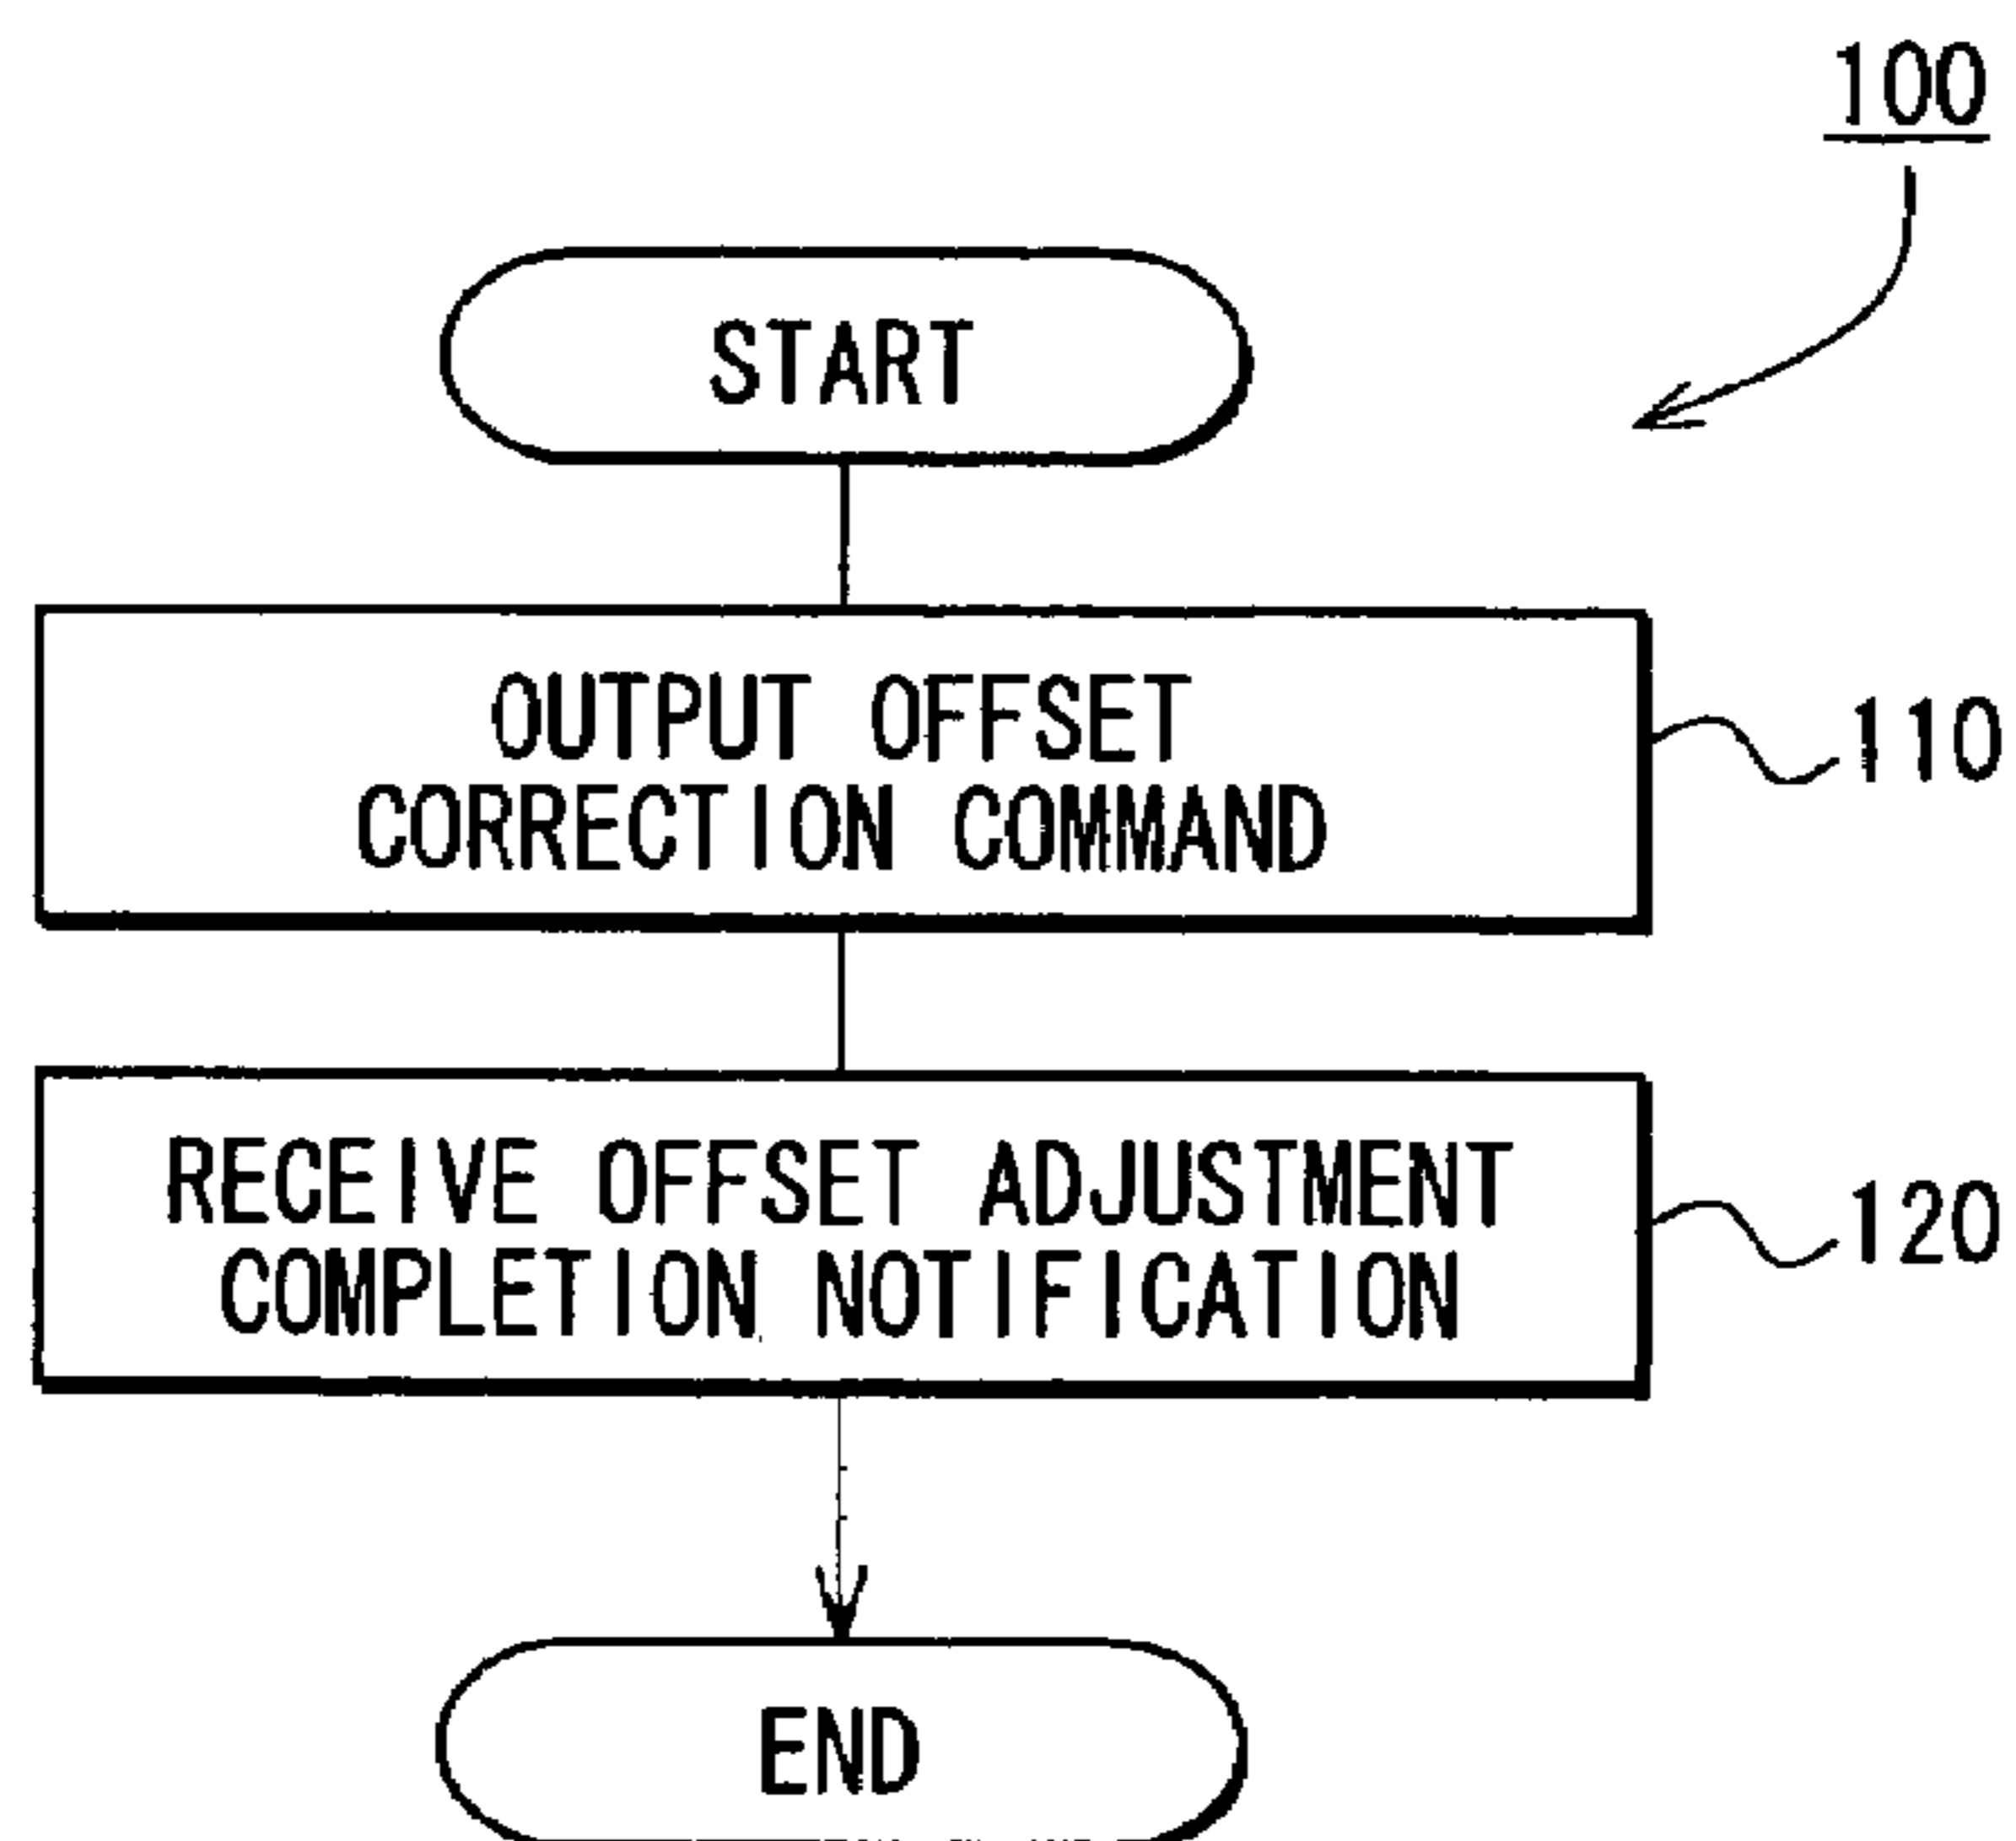 100
START
OUTPUT OFFSET
CORRECTION COMMAND
110
RECEIVE OFFSET ADJUSTMENT
COMPLETION NOTIFICATION
120
END